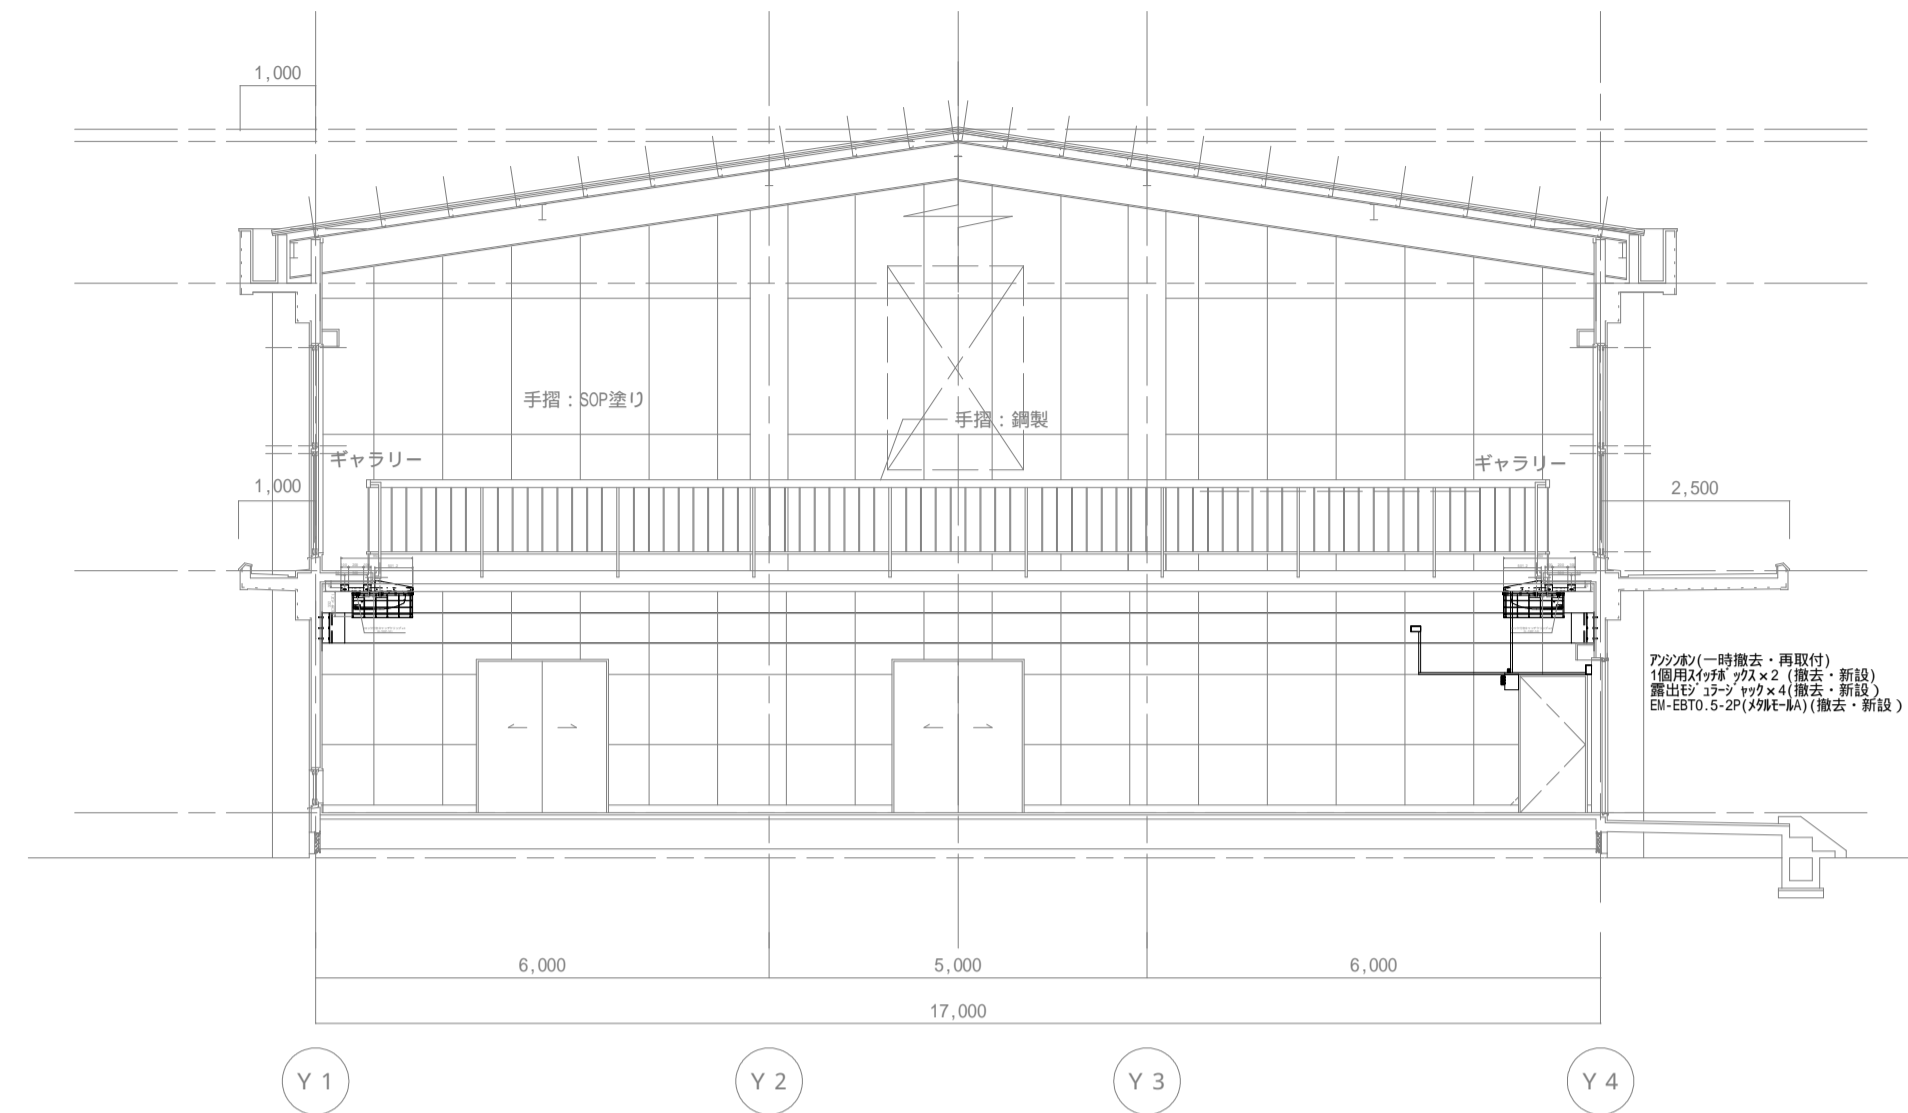 1,000
手摺：SOP塗り
手摺：鋼製
ギャラリー
ギャラリー
1,000
2,500
ｱﾝｼﾝﾎﾝ(一時撤去・再取付)
1個用ｽｲｯﾁﾎﾞｯｸｽ×2 (撤去・新設)
露出ﾓｼﾞｭﾗｰｼﾞｬｯｸ×4(撤去・新設)
EM-EBT0.5-2P(ﾒﾀﾙﾓｰﾙA)(撤去・新設)
6,000
5,000
6,000
17,000
Y 1
Y 2
Y 3
Y 4